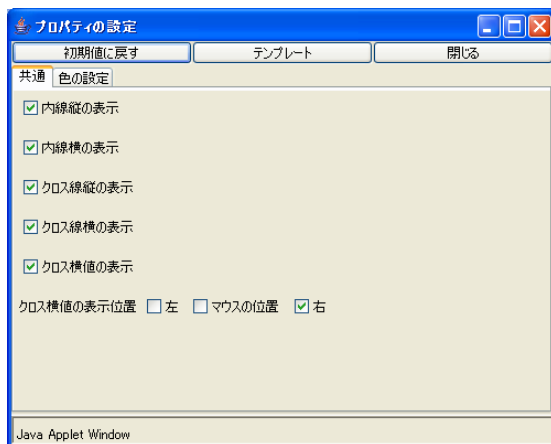 プロパティの設定
初期値に戻す テンプレート 閉じる
共通 色の設定
内線縦の表示
内線横の表示
クロス線縦の表示
クロス線横の表示
クロス横値の表示
クロス横値の表示位置 左 マウスの位置 右
Java Applet Window